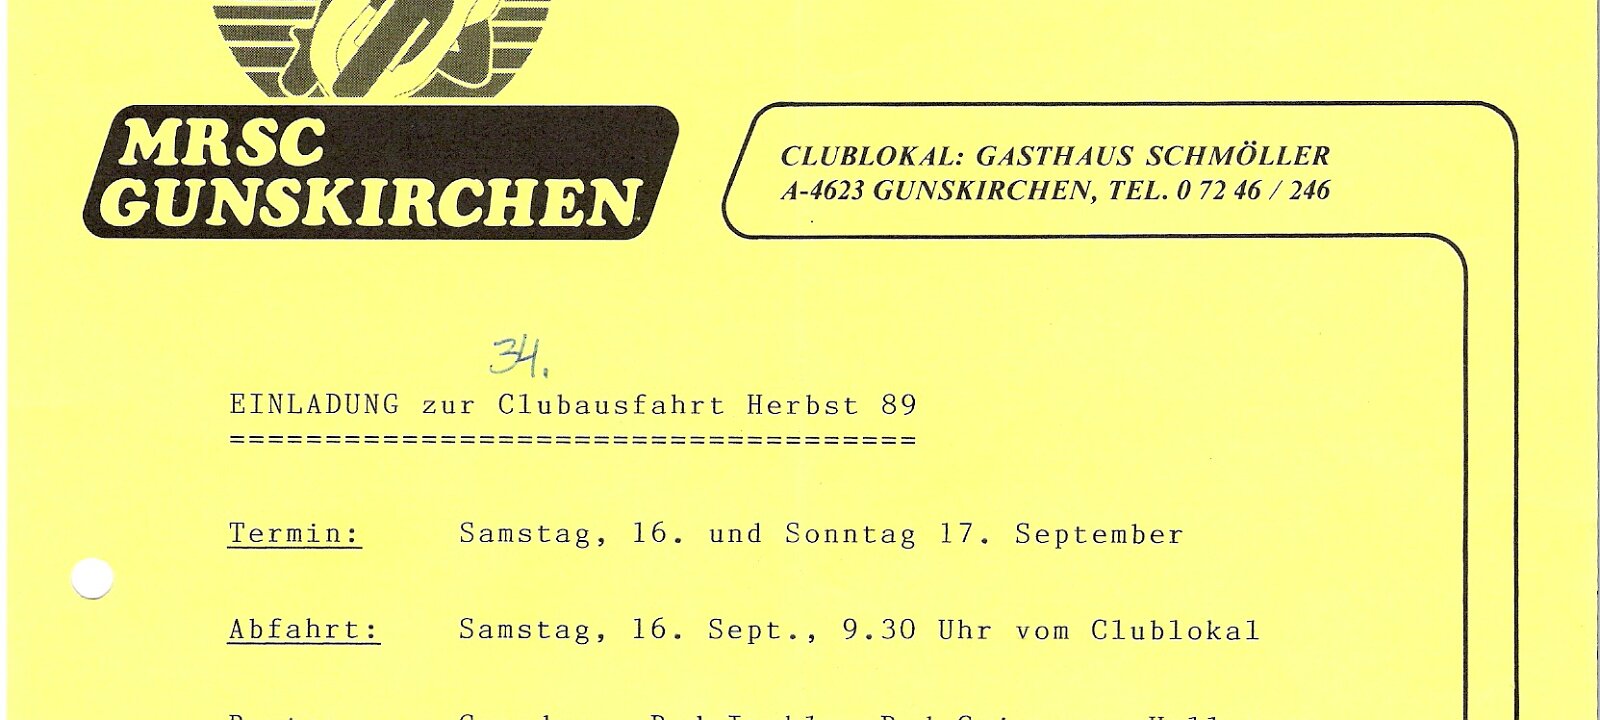 MRSC
GUNSKIRCHEN
CLUBLOKAL: GASTHAUS SCHMÖLLER
A-4623 GUNSKIRCHEN, TEL. 0 72 46 / 246
34.
EINLADUNG zur Clubausfahrt Herbst 89
====================================
Termin: Samstag, 16. und Sonntag 17. September
Abfahrt: Samstag, 16. Sept., 9.30 Uhr vom Clublokal